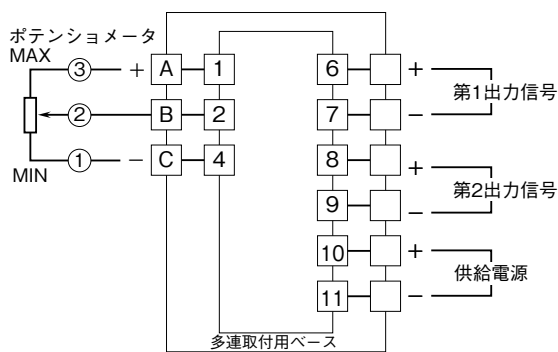 ポテンショメータ
MAX
③ + A 1 6 +
第1出力信号
② B 2 7 −
① − C 4 8 +
MIN
第2出力信号
9 −
10 +
供給電源
11 −
多連取付用ベース